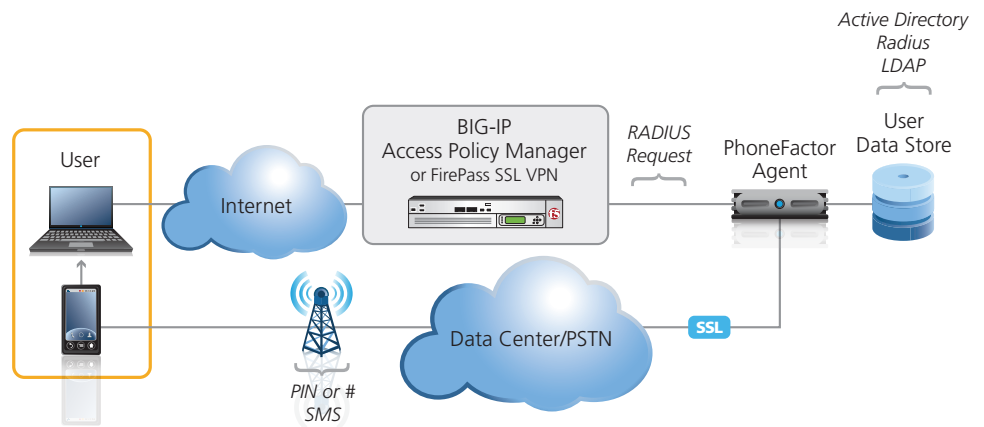 Active Directory
Radius
LDAP
User
Data Store
BIG-IP
Access Policy Manager
or FirePass SSL VPN
RADIUS
Request
PhoneFactor
Agent
User
Internet
f5
Data Center/PSTN
SSL
PIN or #
SMS